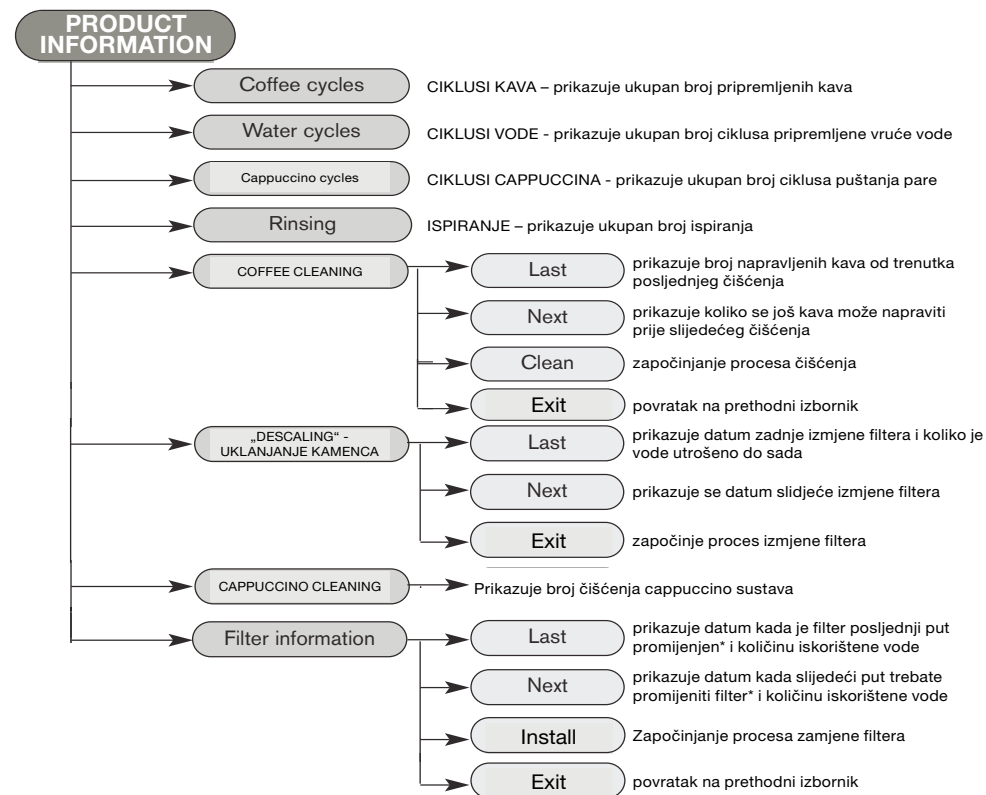 PRODUCT
INFORMATION
Coffee cycles
CIKLUSI KAVA – prikazuje ukupan broj pripremljenih kava
Water cycles
CIKLUSI VODE - prikazuje ukupan broj ciklusa pripremljene vruće vode
Cappuccino cycles
CIKLUSI CAPPUCCINA - prikazuje ukupan broj ciklusa puštanja pare
Rinsing
ISPIRANJE – prikazuje ukupan broj ispiranja
COFFEE CLEANING
Last
prikazuje broj napravljenih kava od trenutka
posljednjeg čišćenja
Next
prikazuje koliko se još kava može napraviti
prije slijedećeg čišćenja
Clean
započinjanje procesa čišćenja
Exit
povratak na prethodni izbornik
„DESCALING“ -
UKLANJANJE KAMENCA
Last
prikazuje datum zadnje izmjene filtera i koliko je
vode utrošeno do sada
Next
prikazuje se datum slidjeće izmjene filtera
Exit
započinje proces izmjene filtera
CAPPUCCINO CLEANING
Prikazuje broj čišćenja cappuccino sustava
Filter information
Last
prikazuje datum kada je filter posljednji put
promijenjen* i količinu iskorištene vode
Next
prikazuje datum kada slijedeći put trebate
promijeniti filter* i količinu iskorištene vode
Install
Započinjanje procesa zamjene filtera
Exit
povratak na prethodni izbornik